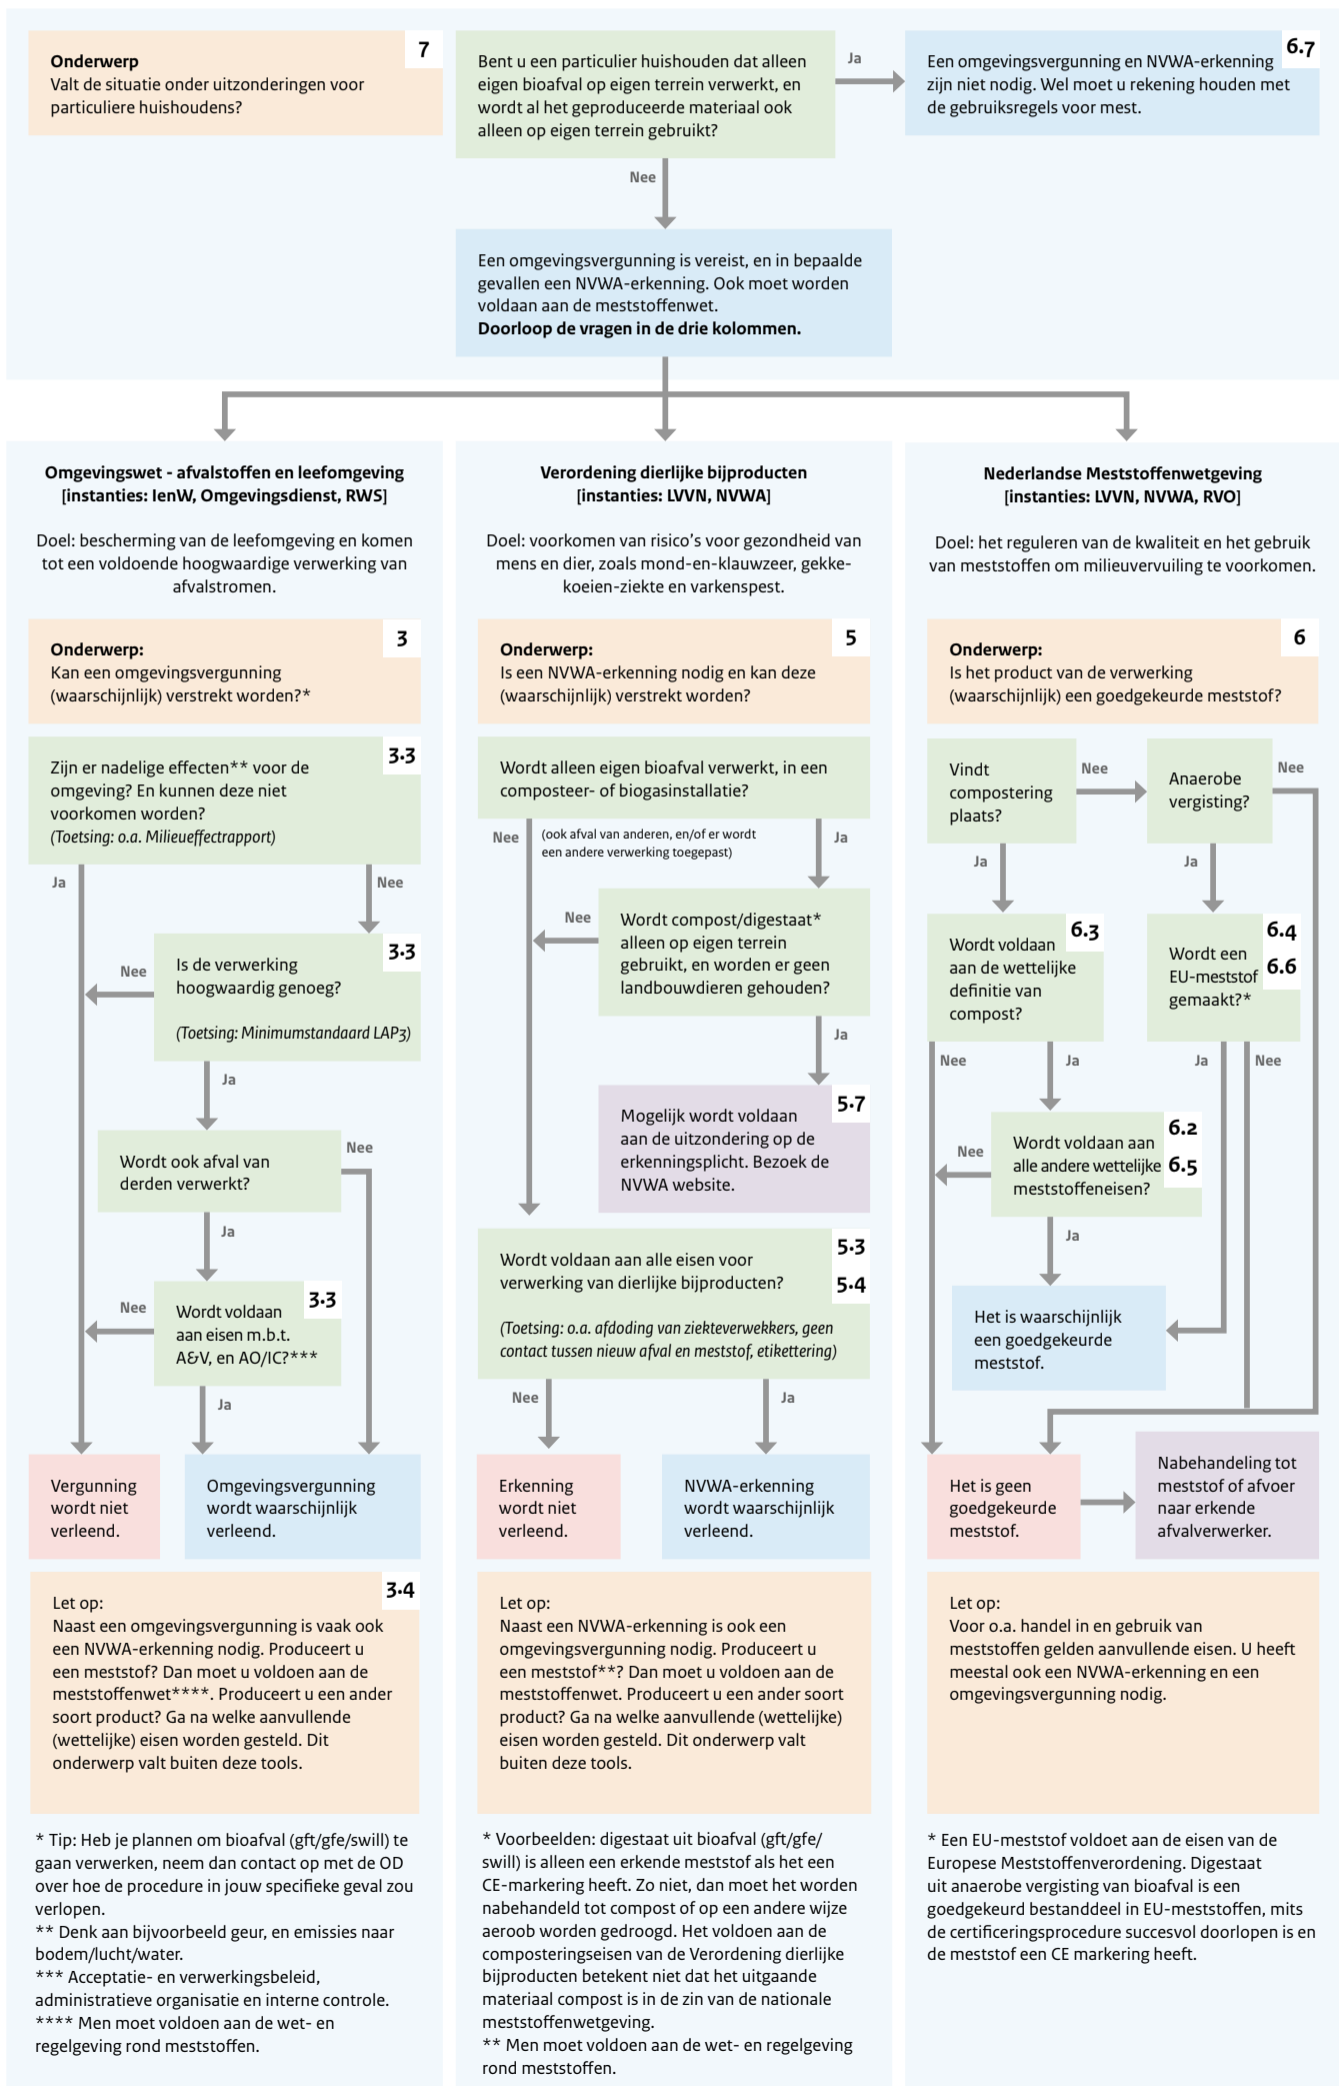 Onderwerp
Valt de situatie onder uitzonderingen voor
particuliere huishoudens?
7
Bent u een particulier huishouden dat alleen
eigen bioafval op eigen terrein verwerkt, en
wordt al het geproduceerde materiaal ook
alleen op eigen terrein gebruikt?
Ja
Een omgevingsvergunning en NVWA-erkenning
zijn niet nodig. Wel moet u rekening houden met
de gebruiksregels voor mest.
6.7
Nee
Een omgevingsvergunning is vereist, en in bepaalde
gevallen een NVWA-erkenning. Ook moet worden
voldaan aan de meststoffenwet.
Doorloop de vragen in de drie kolommen.
Omgevingswet - afvalstoffen en leefomgeving
[instanties: IenW, Omgevingsdienst, RWS]
Doel: bescherming van de leefomgeving en komen
tot een voldoende hoogwaardige verwerking van
afvalstromen.
Onderwerp:
Kan een omgevingsvergunning
(waarschijnlijk) verstrekt worden?*
3
Zijn er nadelige effecten** voor de
omgeving? En kunnen deze niet
voorkomen worden?
(Toetsing: o.a. Milieueffectrapport)
3.3
Ja
Nee
Is de verwerking
hoogwaardig genoeg?
(Toetsing: Minimumstandaard LAP3)
3.3
Nee
Ja
Wordt ook afval van
derden verwerkt?
Nee
Ja
Wordt voldaan
aan eisen m.b.t.
A&V, en AO/IC?***
3.3
Nee
Ja
Vergunning
wordt niet
verleend.
Omgevingsvergunning
wordt waarschijnlijk
verleend.
Let op:
Naast een omgevingsvergunning is vaak ook
een NVWA-erkenning nodig. Produceert u
een meststof? Dan moet u voldoen aan de
meststoffenwet****. Produceert u een ander
soort product? Ga na welke aanvullende
(wettelijke) eisen worden gesteld. Dit
onderwerp valt buiten deze tools.
3.4
* Tip: Heb je plannen om bioafval (gft/gfe/swill) te
gaan verwerken, neem dan contact op met de OD
over hoe de procedure in jouw specifieke geval zou
verlopen.
** Denk aan bijvoorbeeld geur, en emissies naar
bodem/lucht/water.
*** Acceptatie- en verwerkingsbeleid,
administratieve organisatie en interne controle.
**** Men moet voldoen aan de wet- en
regelgeving rond meststoffen.
Verordening dierlijke bijproducten
[instanties: LVVN, NVWA]
Doel: voorkomen van risico's voor gezondheid van
mens en dier, zoals mond-en-klauwzeer, gekke-
koeien-ziekte en varkenspest.
Onderwerp:
Is een NVWA-erkenning nodig en kan deze
(waarschijnlijk) verstrekt worden?
5
Wordt alleen eigen bioafval verwerkt, in een
composteer- of biogasinstallatie?
Nee
(ook afval van anderen, en/of er wordt
een andere verwerking toegepast)
Ja
Wordt compost/digestaat*
alleen op eigen terrein
gebruikt, en worden er geen
landbouwdieren gehouden?
Nee
Ja
Mogelijk wordt voldaan
aan de uitzondering op de
erkenningsplicht. Bezoek de
NVWA website.
5.7
Wordt voldaan aan alle eisen voor
verwerking van dierlijke bijproducten?
(Toetsing: o.a. afdoding van ziekteverwekkers, geen
contact tussen nieuw afval en meststof, etikettering)
5.3
5.4
Nee
Ja
Erkenning
wordt niet
verleend.
NVWA-erkenning
wordt waarschijnlijk
verleend.
Let op:
Naast een NVWA-erkenning is ook een
omgevingsvergunning nodig. Produceert u
een meststof**? Dan moet u voldoen aan de
meststoffenwet. Produceert u een ander soort
product? Ga na welke aanvullende (wettelijke)
eisen worden gesteld. Dit onderwerp valt
buiten deze tools.
* Voorbeelden: digestaat uit bioafval (gft/gfe/
swill) is alleen een erkende meststof als het een
CE-markering heeft. Zo niet, dan moet het worden
nabehandeld tot compost of op een andere wijze
aeroob worden gedroogd. Het voldoen aan de
composteringseisen van de Verordening dierlijke
bijproducten betekent niet dat het uitgaande
materiaal compost is in de zin van de nationale
meststoffenwetgeving.
** Men moet voldoen aan de wet- en regelgeving
rond meststoffen.
Nederlandse Meststoffenwetgeving
[instanties: LVVN, NVWA, RVO]
Doel: het reguleren van de kwaliteit en het gebruik
van meststoffen om milieuvervuiling te voorkomen.
Onderwerp:
Is het product van de verwerking
(waarschijnlijk) een goedgekeurde meststof?
6
Vindt
compostering
plaats?
Nee
Anaerobe
vergisting?
Nee
Ja
Ja
Wordt voldaan
aan de wettelijke
definitie van
compost?
6.3
Wordt een
EU-meststof
gemaakt?*
6.4
6.6
Nee
Ja
Ja
Nee
Wordt voldaan aan
alle andere wettelijke
meststoffeneisen?
6.2
6.5
Nee
Ja
Het is waarschijnlijk
een goedgekeurde
meststof.
Het is geen
goedgekeurde
meststof.
Nabehandeling tot
meststof of afvoer
naar erkende
afvalverwerker.
Let op:
Voor o.a. handel in en gebruik van
meststoffen gelden aanvullende eisen. U heeft
meestal ook een NVWA-erkenning en een
omgevingsvergunning nodig.
* Een EU-meststof voldoet aan de eisen van de
Europese Meststoffenverordening. Digestaat
uit anaerobe vergisting van bioafval is een
goedgekeurd bestanddeel in EU-meststoffen, mits
de certificeringsprocedure succesvol doorlopen is en
de meststof een CE markering heeft.